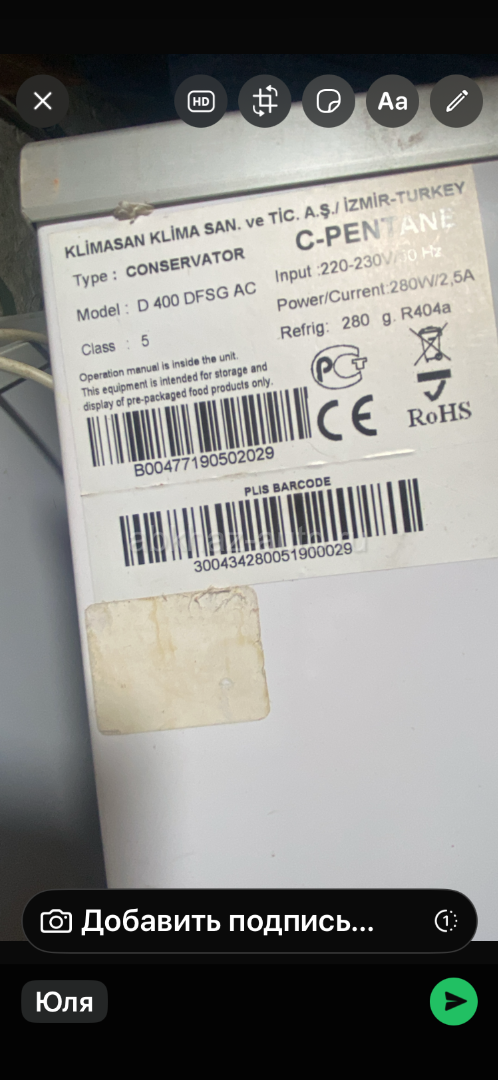 HD
Aa
KLİMASAN KLİMA SAN. ve TİC. A.Ş./ İZMİR-TURKEY
C-PENTANE
Type : CONSERVATOR
Input :220-230V/50 Hz
Model : D 400 DFSG AC
Power/Current:280W/2,5A
Class : 5
Refrig: 280 g. R404a
Operation manual is inside the unit.
This equipment is intended for storage and
display of pre-packaged food products only.
PCT
CE
RoHS
B00477190502029
PLIS BARCODE
300434280051900029
Добавить подпись...
1
Юля